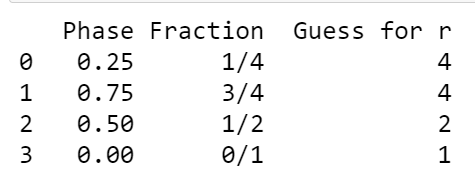 Phase Fraction Guess for r
0 0.25 1/4 4
1 0.75 3/4 4
2 0.50 1/2 2
3 0.00 0/1 1